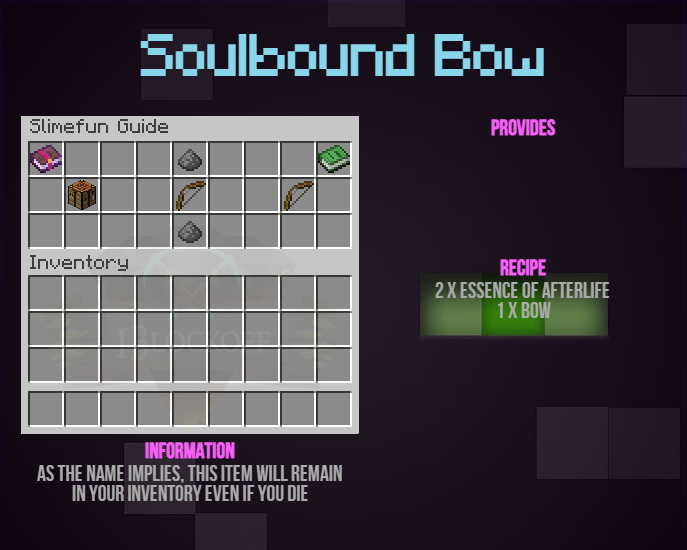 Soulbound Bow
Slimefun Guide
PROVIDES
Inventory
RECIPE
2 X ESSENCE OF AFTERLIFE
1 X BOW
INFORMATION
AS THE NAME IMPLIES, THIS ITEM WILL REMAIN
IN YOUR INVENTORY EVEN IF YOU DIE